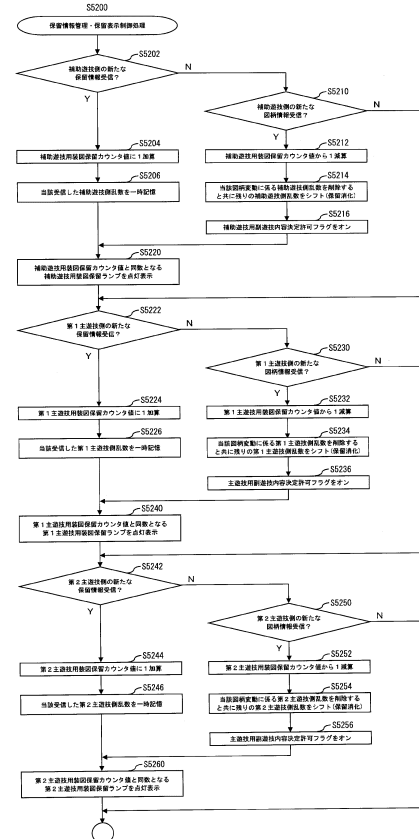 S5200
保留情報管理・保留表示制御処理
S5202
補助遊技側の新たな
保留情報受信?
N
Y
S5210
補助遊技側の新たな
図柄情報受信?
N
Y
S5204
補助遊技用装図保留カウンタ値に1加算
S5212
補助遊技用装図保留カウンタ値から1減算
S5206
当該受信した補助遊技側乱数を一時記憶
S5214
当該図柄変動に係る補助遊技側乱数を削除する
と共に残りの補助遊技側乱数をシフト(保留消化)
S5216
補助遊技用副遊技内容決定許可フラグをオン
S5220
補助遊技用装図保留カウンタ値と同数となる
補助遊技用装図保留ランプを点灯表示
S5222
第1主遊技側の新たな
保留情報受信?
N
Y
S5230
第1主遊技側の新たな
図柄情報受信?
N
Y
S5224
第1主遊技用装図保留カウンタ値に1加算
S5232
第1主遊技用装図保留カウンタ値から1減算
S5226
当該受信した第1主遊技側乱数を一時記憶
S5234
当該図柄変動に係る第1主遊技側乱数を削除する
と共に残りの第1主遊技側乱数をシフト(保留消化)
S5236
主遊技用副遊技内容決定許可フラグをオン
S5240
第1主遊技用装図保留カウンタ値と同数となる
第1主遊技用装図保留ランプを点灯表示
S5242
第2主遊技側の新たな
保留情報受信?
N
Y
S5250
第2主遊技側の新たな
図柄情報受信?
N
Y
S5244
第2主遊技用装図保留カウンタ値に1加算
S5252
第2主遊技用装図保留カウンタ値から1減算
S5246
当該受信した第2主遊技側乱数を一時記憶
S5254
当該図柄変動に係る第2主遊技側乱数を削除する
と共に残りの第2主遊技側乱数をシフト(保留消化)
S5256
主遊技用副遊技内容決定許可フラグをオン
S5260
第2主遊技用装図保留カウンタ値と同数となる
第2主遊技用装図保留ランプを点灯表示